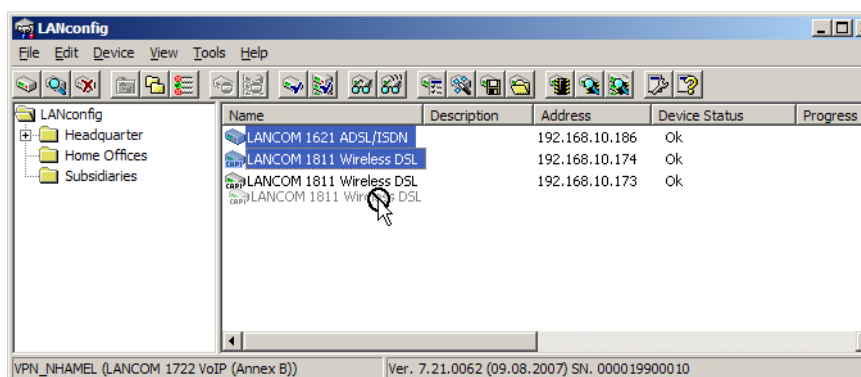 LANconfig
File Edit Device View Tools Help
LANconfig
Headquarter
Home Offices
Subsidiaries
Name Description Address Device Status Progress
LANCOM 1621 ADSL/ISDN 192.168.10.186 Ok
LANCOM 1811 Wireless DSL 192.168.10.174 Ok
LANCOM 1811 Wireless DSL 192.168.10.173 Ok
LANCOM 1811 Wireless DSL
VPN_NHAMEL (LANCOM 1722 VoIP (Annex B)) Ver. 7.21.0062 (09.08.2007) SN. 000019900010